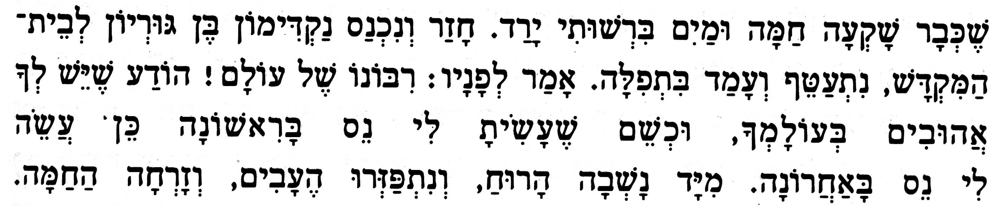 שֶׁכְּבָר שָׁקְעָה חַמָּה וּמַיִם בִּרְשׁוּתִי יָרַד. חָזַר וְנִכְנַס נַקְדִּימוֹן בֶּן גּוּרְיוֹן לְבֵית־
הַמִּקְדָּשׁ, נִתְעַטֵּף וְעָמַד בִּתְפִלָּה. אָמַר לְפָנָיו: רִבּוֹנוֹ שֶׁל עוֹלָם! הוֹדַע שֶׁיֵּשׁ לְךָ
אֲהוּבִים בְּעוֹלָמְךָ, וּכְשֵׁם שֶׁעָשִׂיתָ לִי נֵס בָּרִאשׁוֹנָה כֵּן עֲשֵׂה
לִי נֵס בָּאַחֲרוֹנָה. מִיָּד נָשְׁבָה הָרוּחַ, וְנִתְפַּזְּרוּ הֶעָבִים, וְזָרְחָה הַחַמָּה.